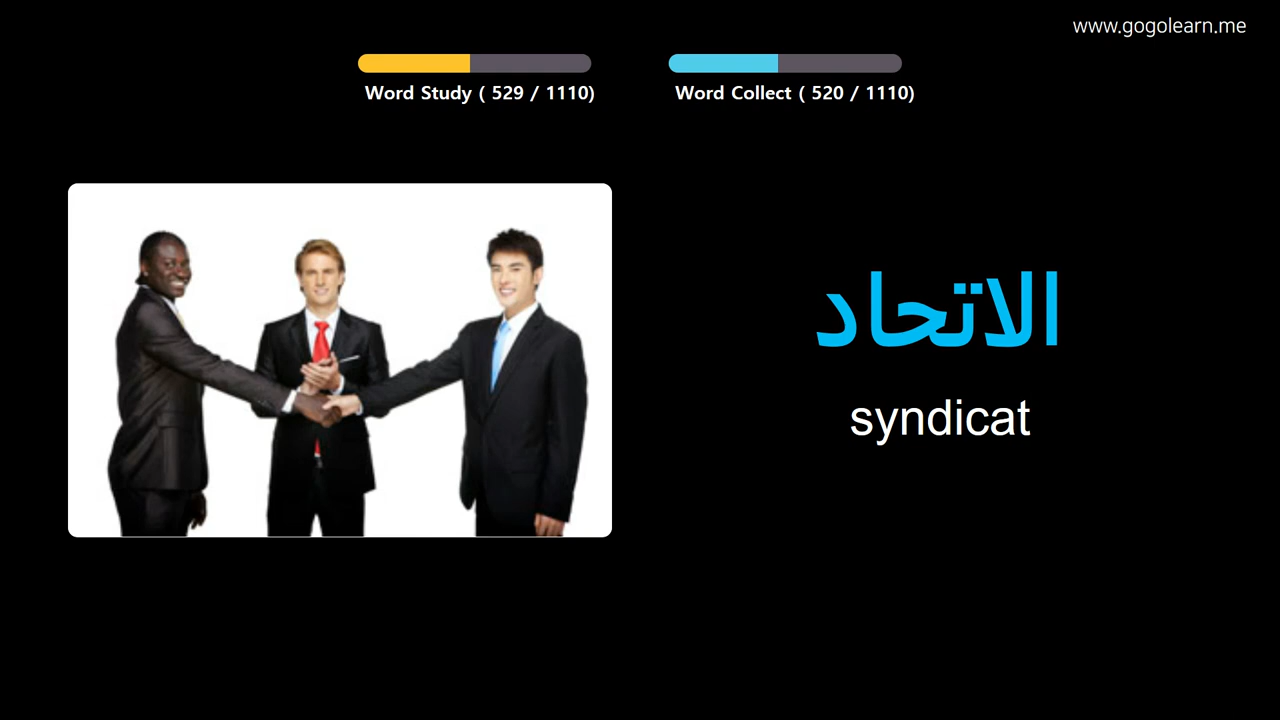 www.gogolearn.me
Word Study ( 529 / 1110)
Word Collect ( 520 / 1110)
الاتحاد
syndicat